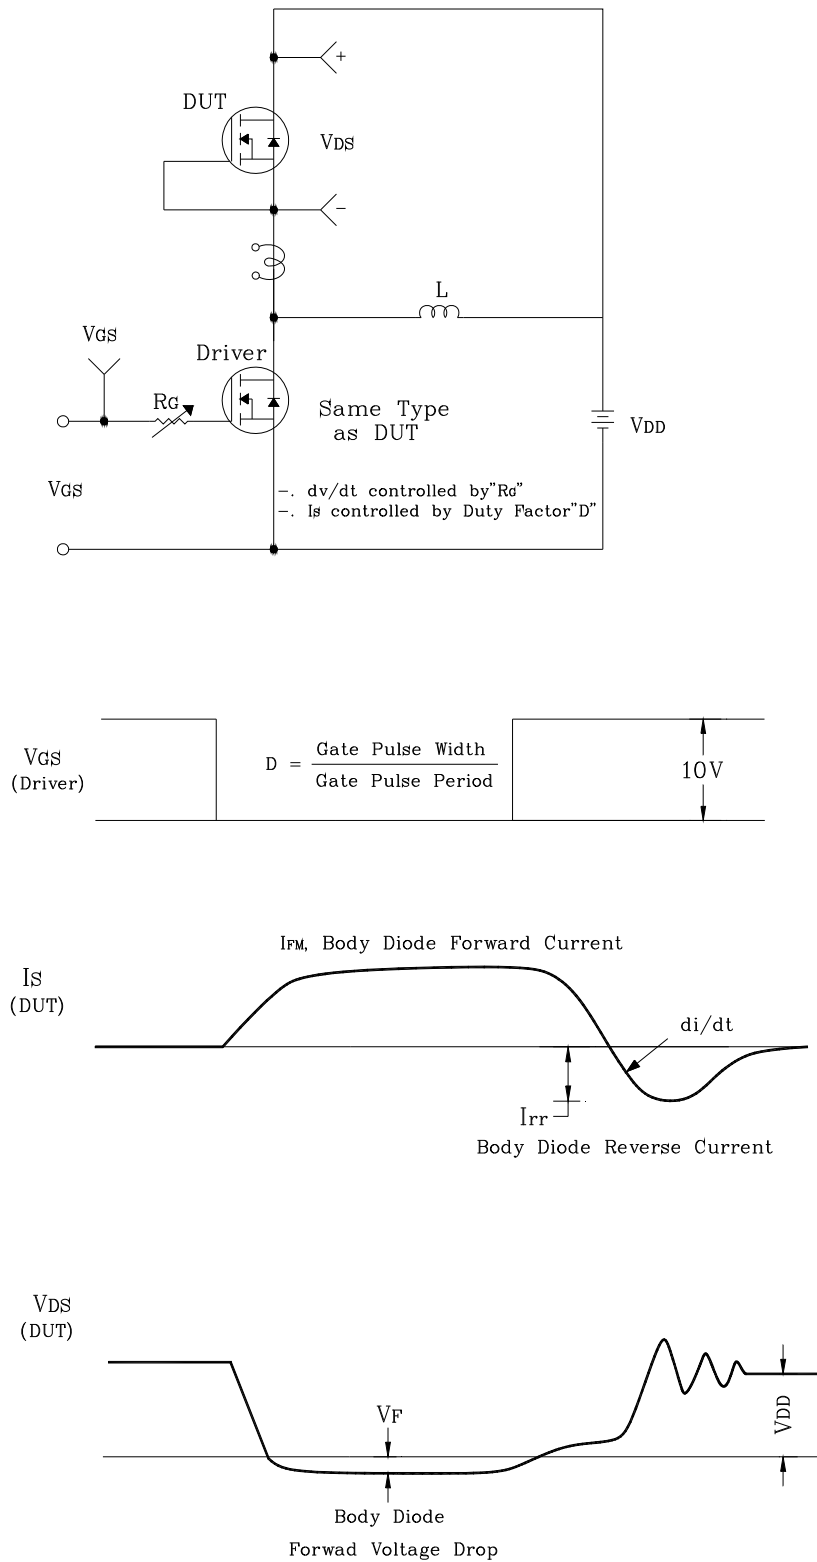 +
DUT
VDS
−
L
VGS
Driver
RG
Same Type
as DUT
VDD
VGS
−. dv/dt controlled by"RG"
−. Is controlled by Duty Factor"D"
VGS
(Driver)
D = Gate Pulse Width
Gate Pulse Period
10V
IFM, Body Diode Forward Current
IS
(DUT)
di/dt
Irr
Body Diode Reverse Current
VDS
(DUT)
VF
VDD
Body Diode
Forwad Voltage Drop